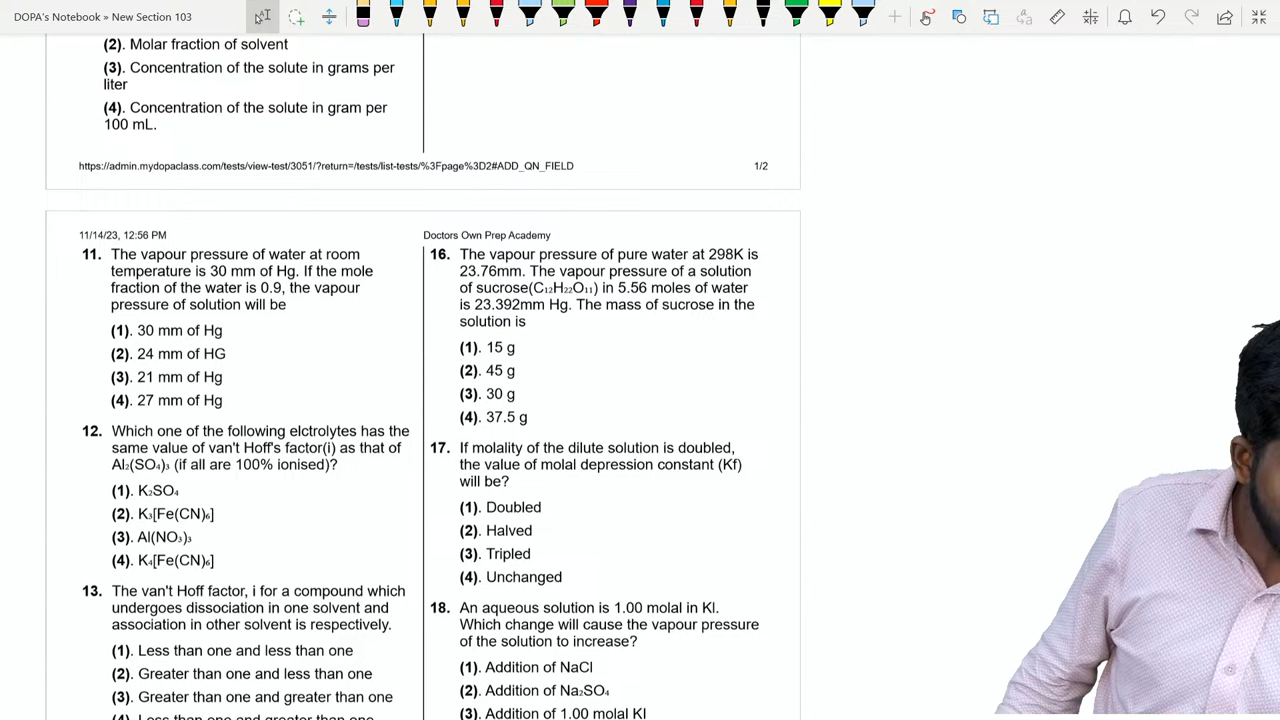 DOPA's Notebook » New Section 103
(2). Molar fraction of solvent
(3). Concentration of the solute in grams per
liter
(4). Concentration of the solute in gram per
100 mL.
https://admin.mydopaclass.com/tests/view-test/3051/?return=/tests/list-tests/%3Fpage%3D2#ADD_QN_FIELD
1/2
11/14/23, 12:56 PM
Doctors Own Prep Academy
11. The vapour pressure of water at room
temperature is 30 mm of Hg. If the mole
fraction of the water is 0.9, the vapour
pressure of solution will be
(1). 30 mm of Hg
(2). 24 mm of HG
(3). 21 mm of Hg
(4). 27 mm of Hg
12. Which one of the following elctrolytes has the
same value of van't Hoff's factor(i) as that of
Al₂(SO₄)₃ (if all are 100% ionised)?
(1). K₂SO₄
(2). K₃[Fe(CN)₆]
(3). Al(NO₃)₃
(4). K₄[Fe(CN)₆]
13. The van't Hoff factor, i for a compound which
undergoes dissociation in one solvent and
association in other solvent is respectively.
(1). Less than one and less than one
(2). Greater than one and less than one
(3). Greater than one and greater than one
(4). Less than one and greater than one
16. The vapour pressure of pure water at 298K is
23.76mm. The vapour pressure of a solution
of sucrose(C₁₂H₂₂O₁₁) in 5.56 moles of water
is 23.392mm Hg. The mass of sucrose in the
solution is
(1). 15 g
(2). 45 g
(3). 30 g
(4). 37.5 g
17. If molality of the dilute solution is doubled,
the value of molal depression constant (Kf)
will be?
(1). Doubled
(2). Halved
(3). Tripled
(4). Unchanged
18. An aqueous solution is 1.00 molal in Kl.
Which change will cause the vapour pressure
of the solution to increase?
(1). Addition of NaCl
(2). Addition of Na₂SO₄
(3). Addition of 1.00 molal Kl